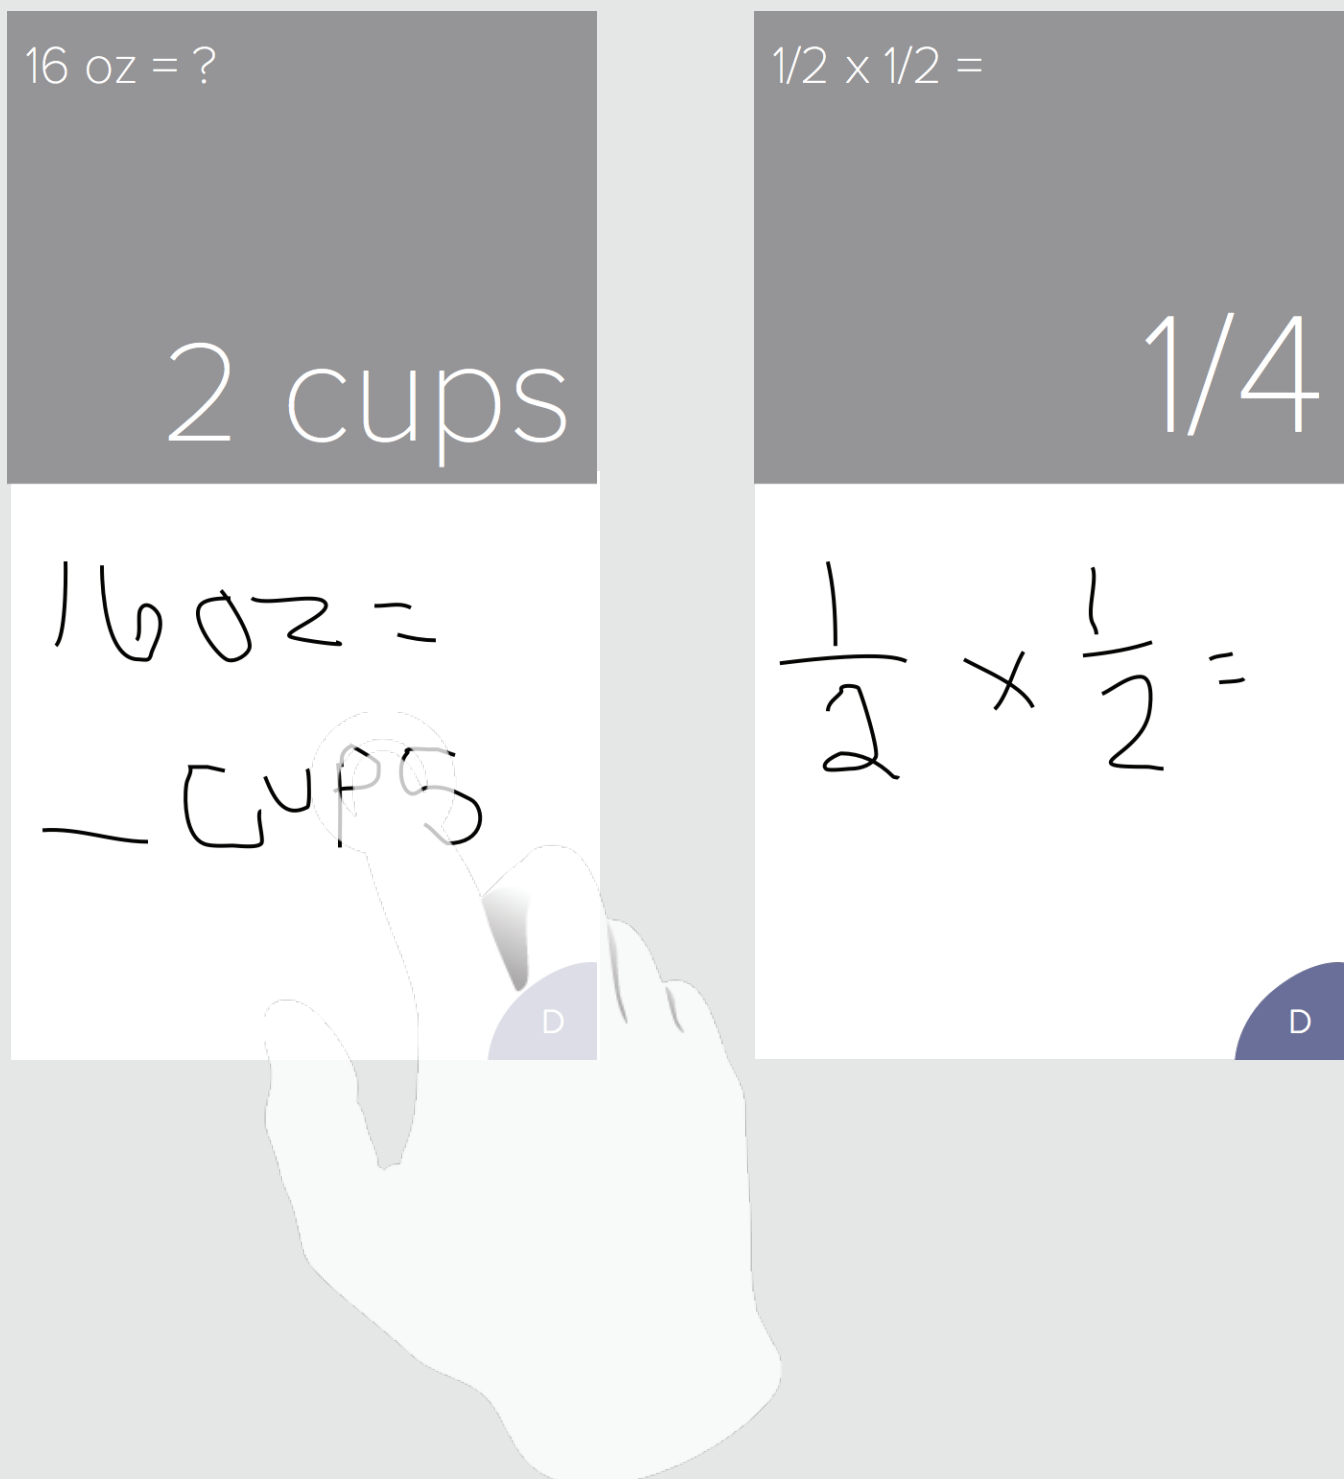 16 oz = ?
2 cups
16 oz =
_ CUPS
D
1/2 x 1/2 =
1/4
1/2 x 1/2 =
D